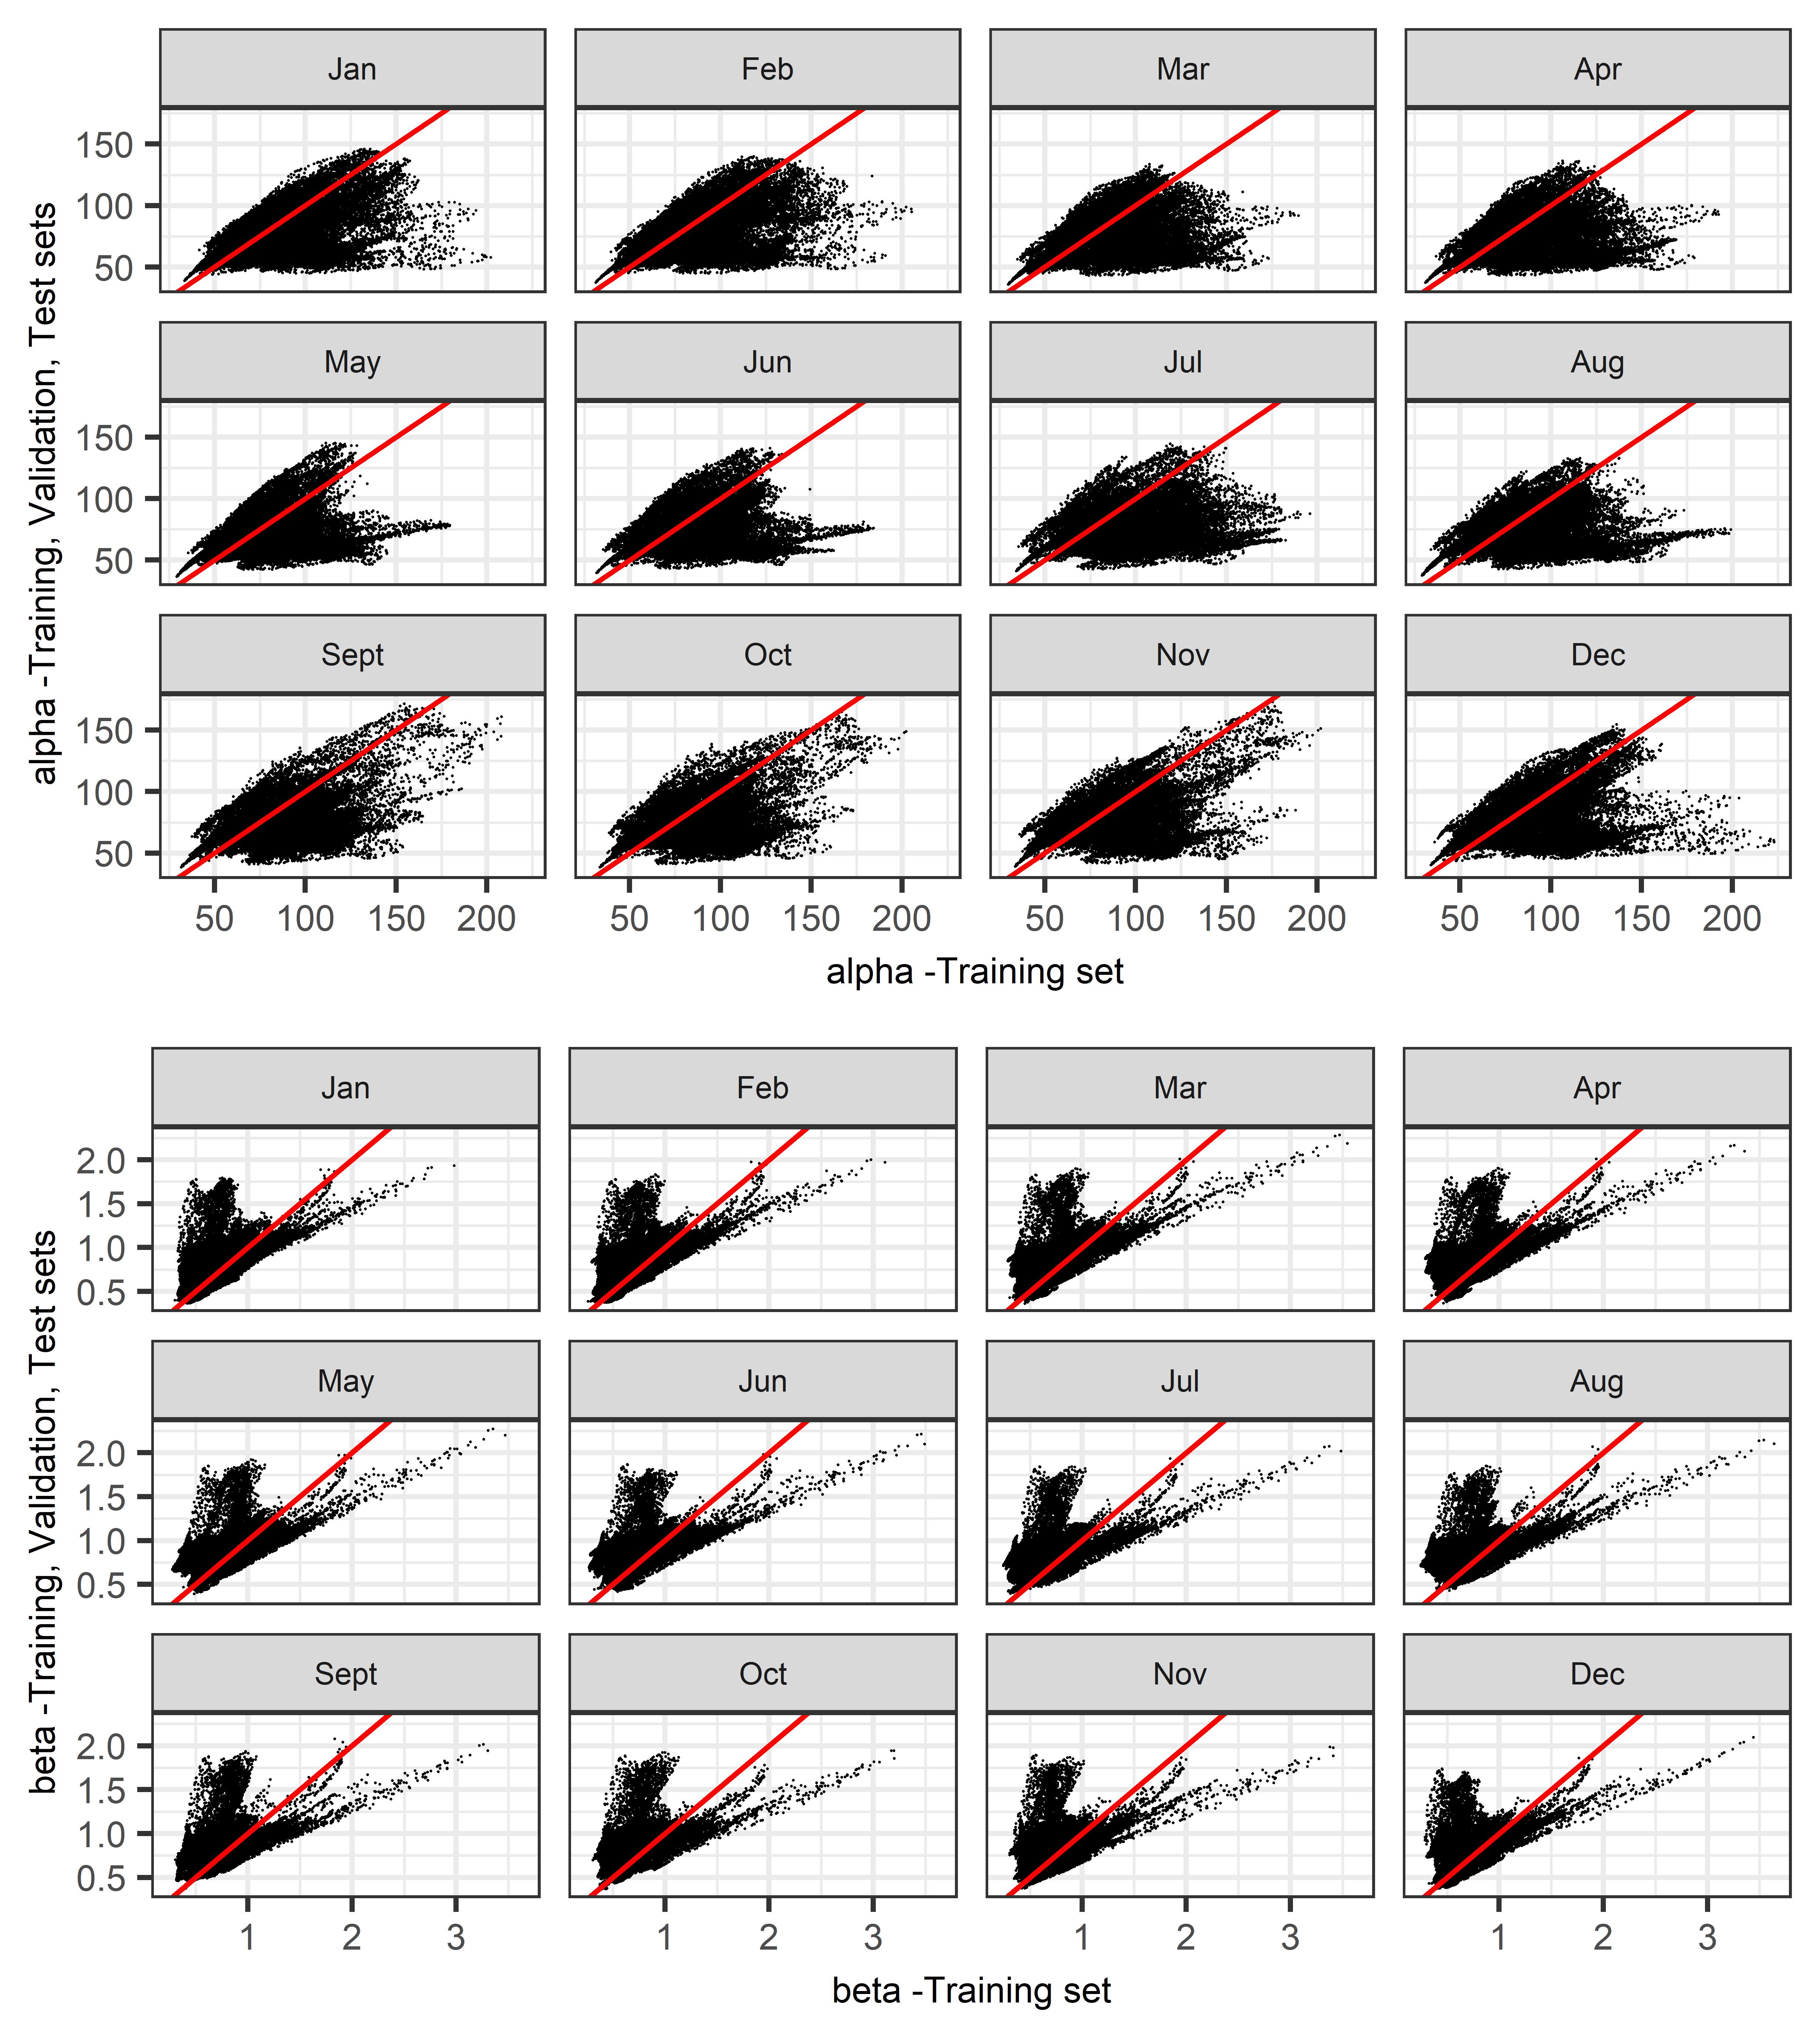 Jan Feb Mar Apr
150
100
50
May Jun Jul Aug
150
100
50
Sept Oct Nov Dec
150
100
50
50 100 150 200 50 100 150 200 50 100 150 200 50 100 150 200
alpha -Training set
alpha -Training, Validation, Test sets
Jan Feb Mar Apr
2.0
1.5
1.0
0.5
May Jun Jul Aug
2.0
1.5
1.0
0.5
Sept Oct Nov Dec
2.0
1.5
1.0
0.5
1 2 3 1 2 3 1 2 3 1 2 3
beta -Training set
beta -Training, Validation, Test sets